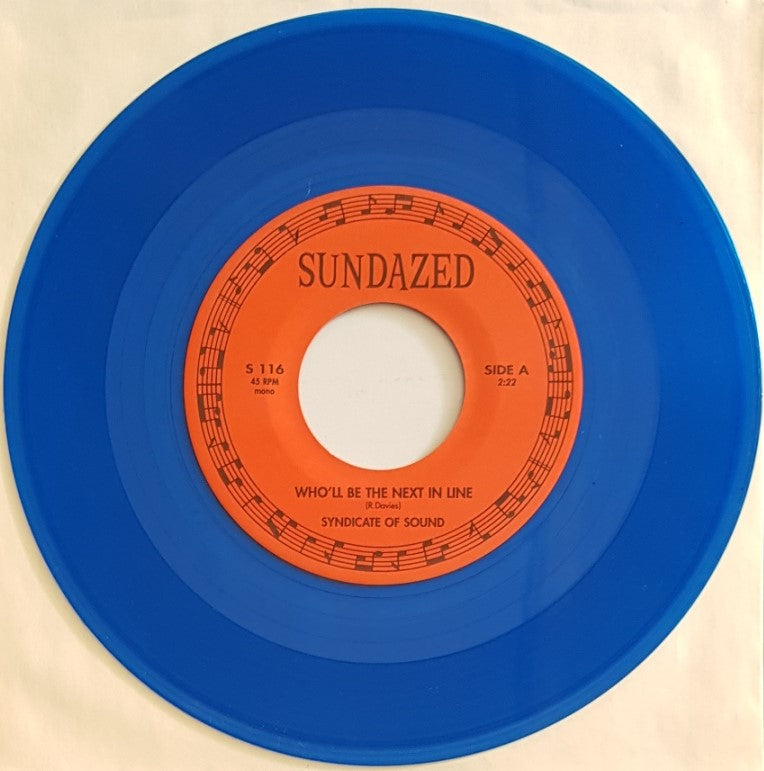 SUNDAZED
S 116
45 RPM
mono
SIDE A
2:22
WHO'LL BE THE NEXT IN LINE
(R.Davies)
SYNDICATE OF SOUND